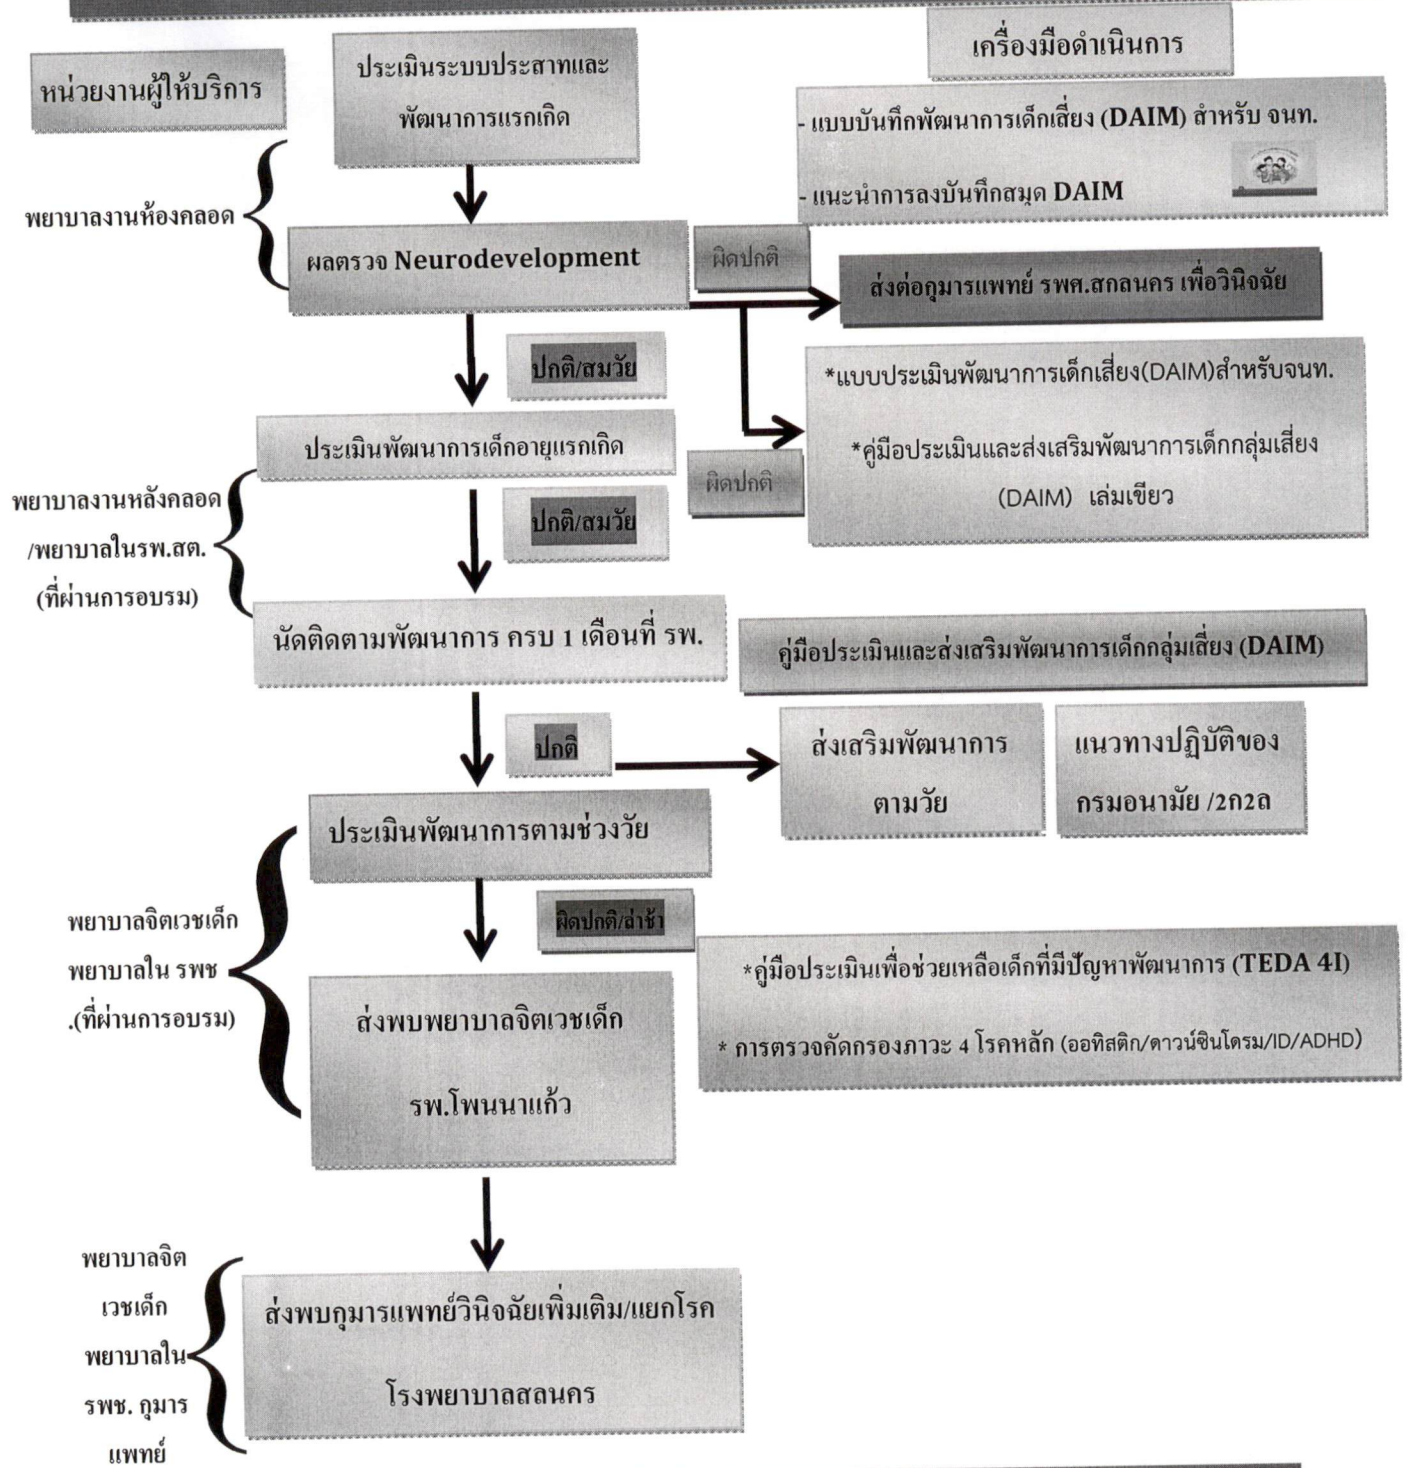 หน่วยงานผู้ให้บริการ
ประเมินระบบประสาทและ
พัฒนาการแรกเกิด
เครื่องมือดำเนินการ
- แบบบันทึกพัฒนาการเด็กเสี่ยง (DAIM) สำหรับ จนท.
- แนะนำการลงบันทึกสมุด DAIM
พยาบาลงานห้องคลอด
ผลตรวจ Neurodevelopment
ผิดปกติ
ส่งต่อกุมารแพทย์ รพศ.สกลนคร เพื่อวินิจฉัย
ปกติ/สมวัย
*แบบประเมินพัฒนาการเด็กเสี่ยง(DAIM)สำหรับจนท.
*คู่มือประเมินและส่งเสริมพัฒนาการเด็กกลุ่มเสี่ยง
(DAIM) เล่มเขียว
ประเมินพัฒนาการเด็กอายุแรกเกิด
ผิดปกติ
พยาบาลงานหลังคลอด
/พยาบาลในรพ.สต.
(ที่ผ่านการอบรม)
ปกติ/สมวัย
นัดติดตามพัฒนาการ ครบ 1 เดือนที่ รพ.
คู่มือประเมินและส่งเสริมพัฒนาการเด็กกลุ่มเสี่ยง (DAIM)
ปกติ
ส่งเสริมพัฒนาการ
ตามวัย
แนวทางปฏิบัติของ
กรมอนามัย /2ก2ล
ประเมินพัฒนาการตามช่วงวัย
ผิดปกติ/ล่าช้า
พยาบาลจิตเวชเด็ก
พยาบาลใน รพช
.(ที่ผ่านการอบรม)
*คู่มือประเมินเพื่อช่วยเหลือเด็กที่มีปัญหาพัฒนาการ (TEDA 4I)
* การตรวจคัดกรองภาวะ 4 โรคหลัก (ออทิสติก/ดาวน์ซินโดรม/ID/ADHD)
ส่งพบพยาบาลจิตเวชเด็ก
รพ.โพนนาแก้ว
พยาบาลจิต
เวชเด็ก
พยาบาลใน
รพช. กุมาร
แพทย์
ส่งพบกุมารแพทย์วินิจฉัยเพิ่มเติม/แยกโรค
โรงพยาบาลสลนคร